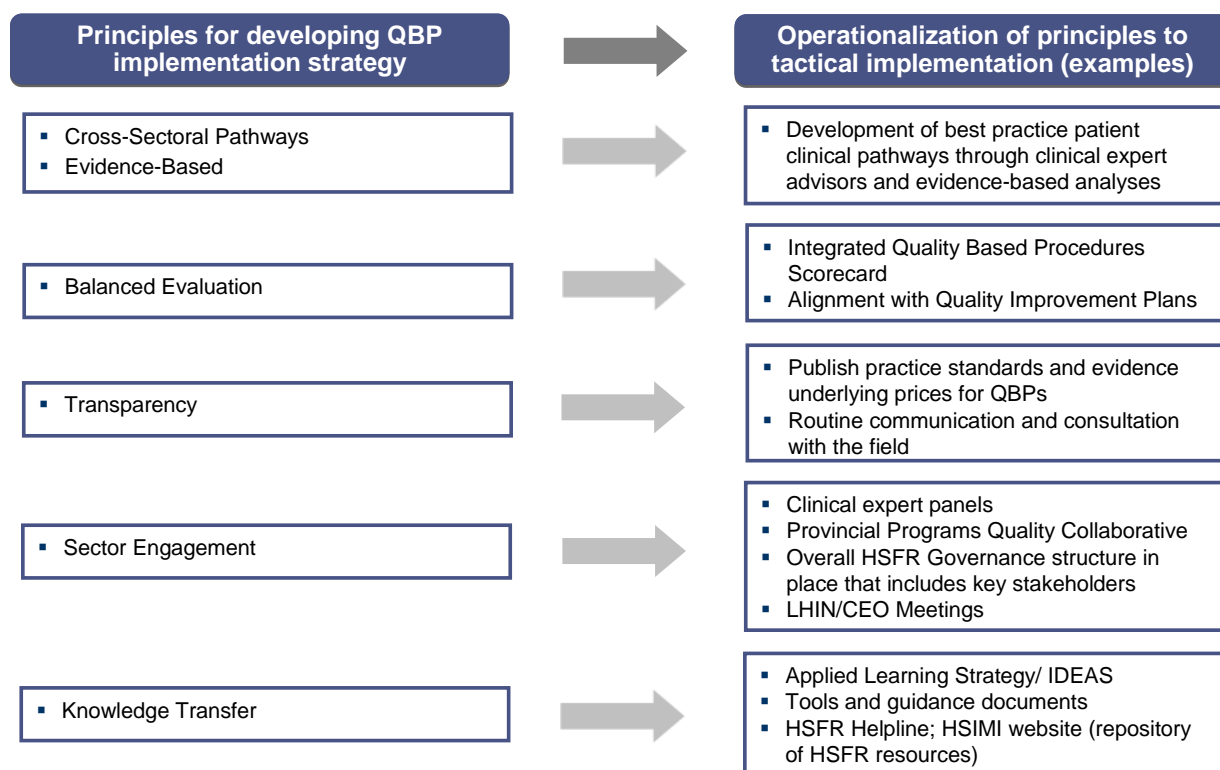 Principles for developing QBP
implementation strategy
Operationalization of principles to
tactical implementation (examples)
▪ Cross-Sectoral Pathways
▪ Evidence-Based
▪ Development of best practice patient
clinical pathways through clinical expert
advisors and evidence-based analyses
▪ Balanced Evaluation
▪ Integrated Quality Based Procedures
Scorecard
▪ Alignment with Quality Improvement Plans
▪ Transparency
▪ Publish practice standards and evidence
underlying prices for QBPs
▪ Routine communication and consultation
with the field
▪ Sector Engagement
▪ Clinical expert panels
▪ Provincial Programs Quality Collaborative
▪ Overall HSFR Governance structure in
place that includes key stakeholders
▪ LHIN/CEO Meetings
▪ Knowledge Transfer
▪ Applied Learning Strategy/ IDEAS
▪ Tools and guidance documents
▪ HSFR Helpline; HSIMI website (repository
of HSFR resources)